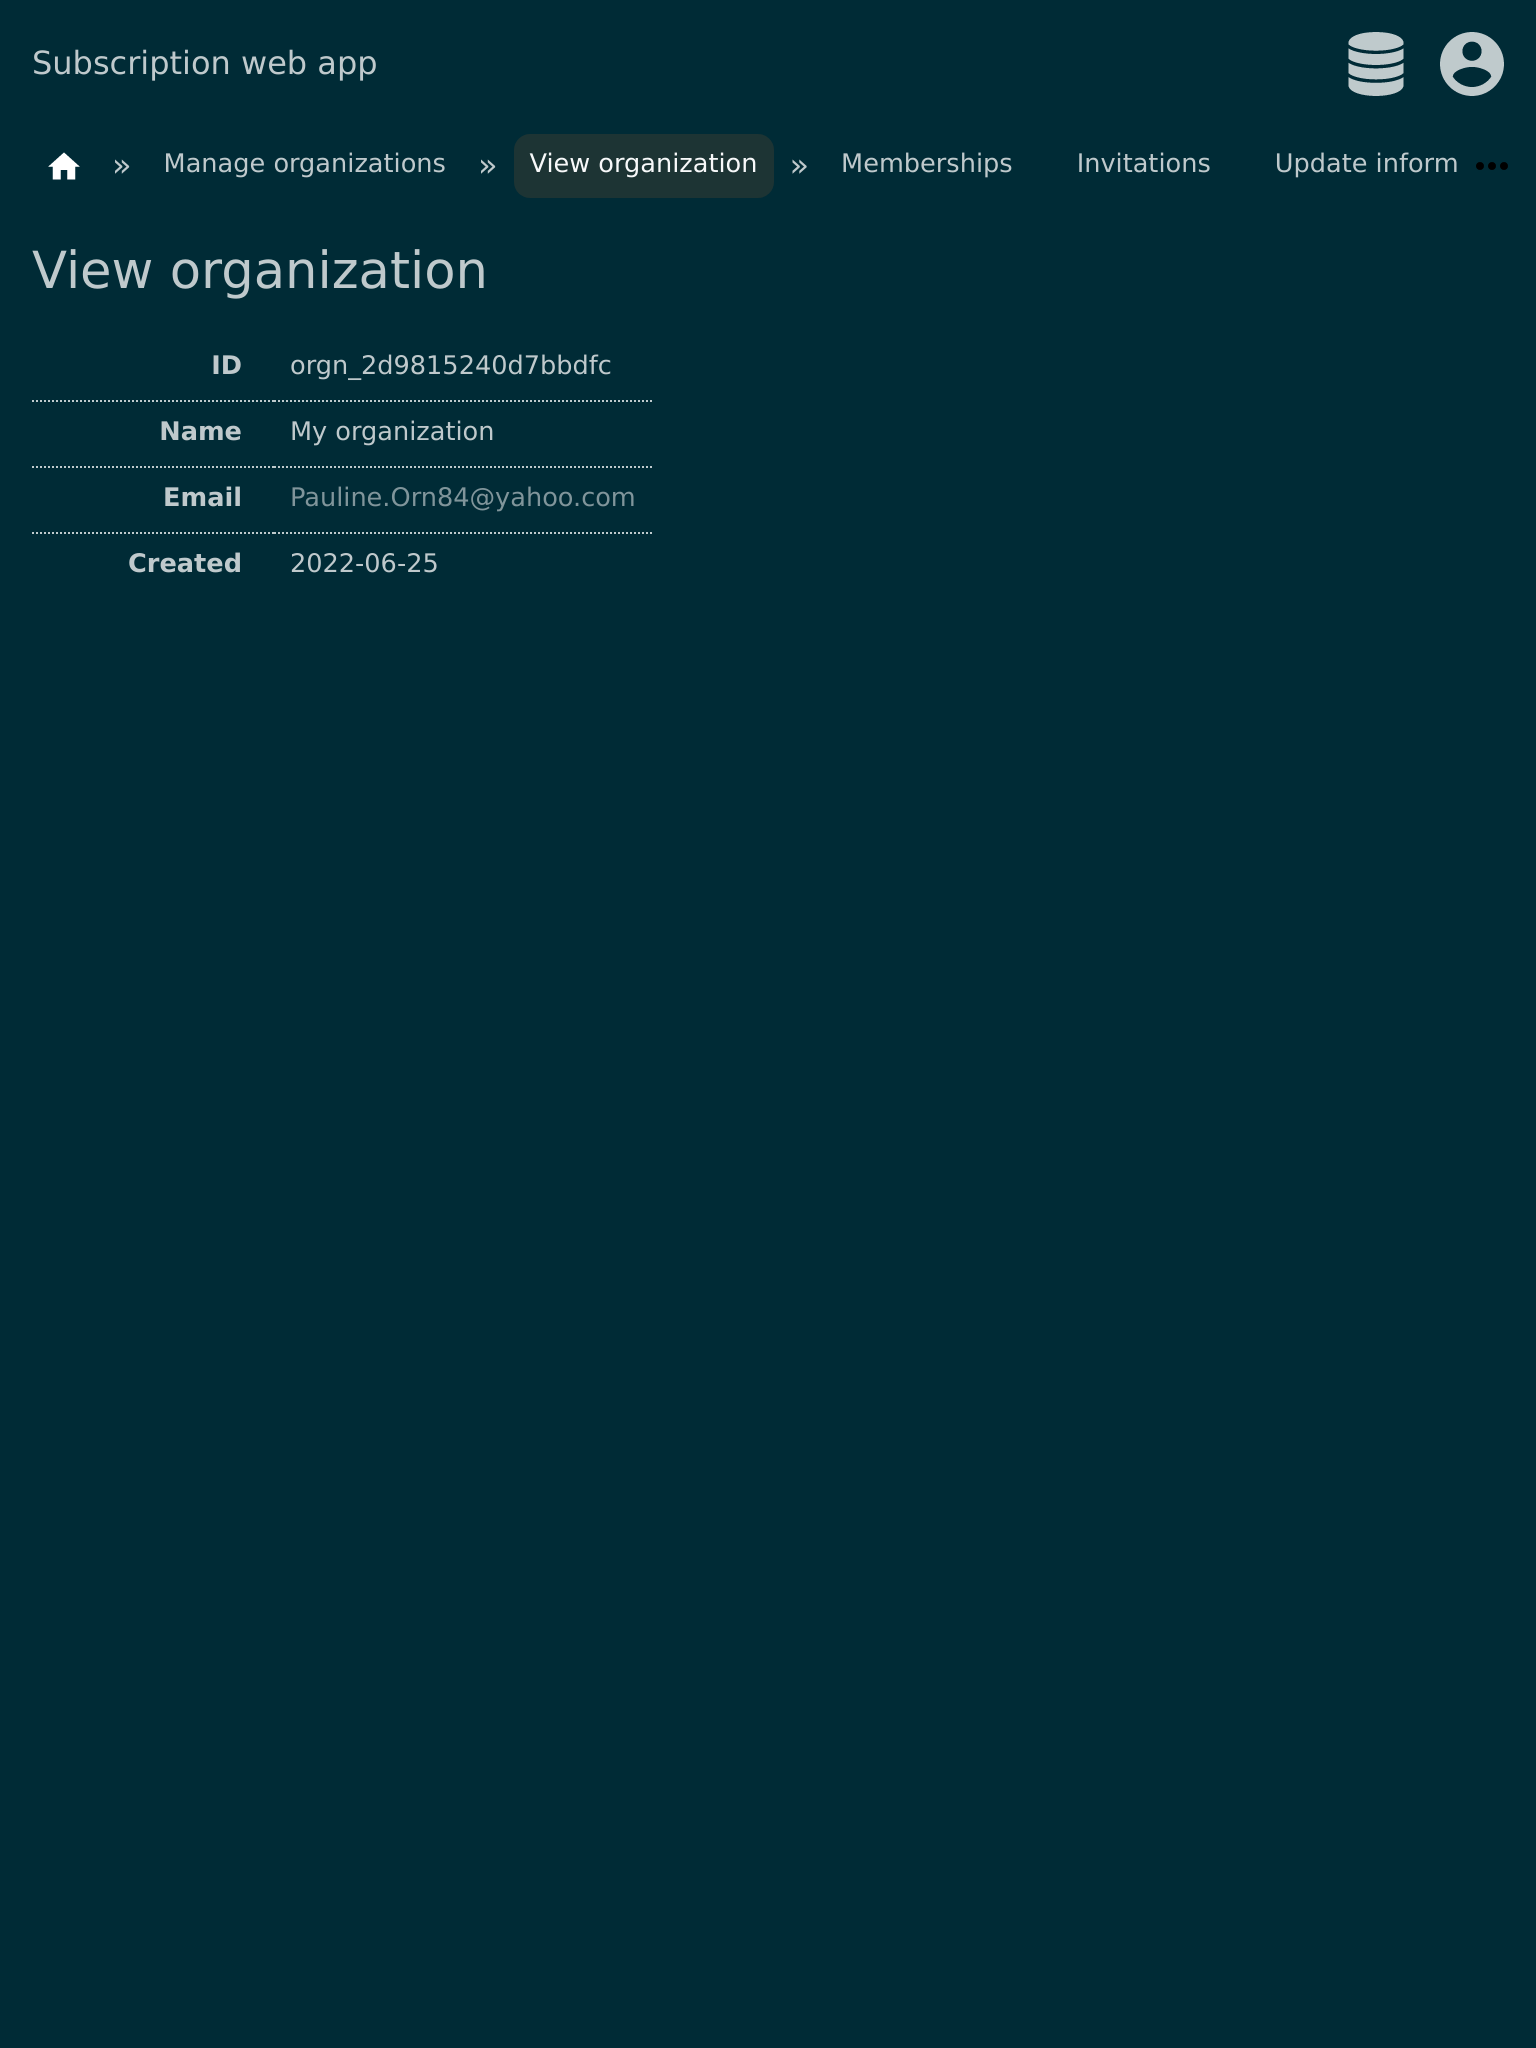 Subscription web app
» Manage organizations » View organization » Memberships Invitations Update inform •••
View organization
ID orgn_2d9815240d7bbdfc
Name My organization
Email Pauline.Orn84@yahoo.com
Created 2022-06-25